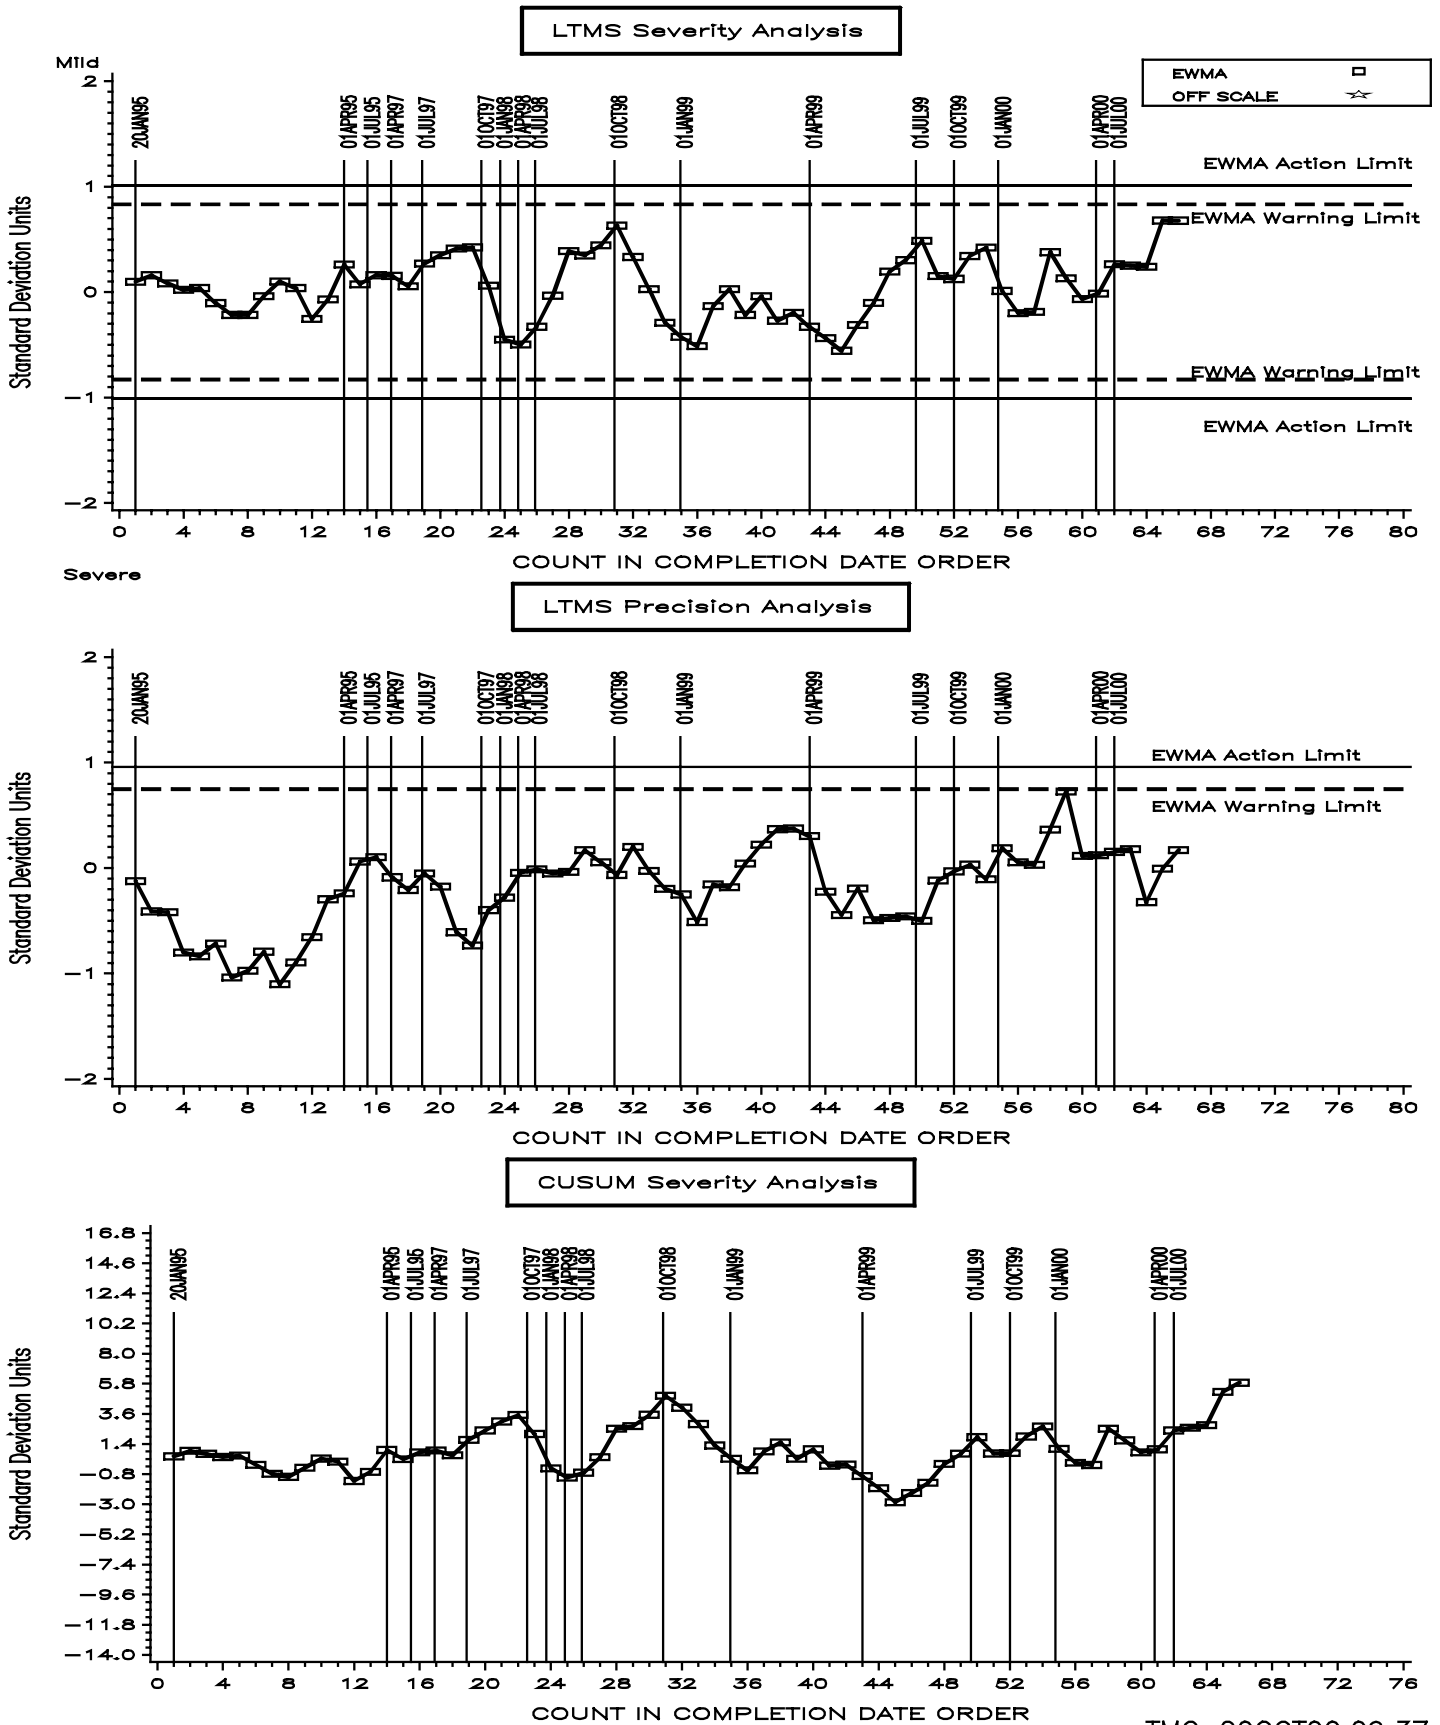 LTMS Severity Analysis
Mild
EWMA
OFF SCALE
2
1
0
−1
−2
Standard Deviation Units
20JAN95 01APR95 01JUL95 01APR97 01JUL97 01OCT97 01JAN98 01APR98 01JUL98 01OCT98 01JAN99 01APR99 01JUL99 01OCT99 01JAN00 01APR00 01JUL00
EWMA Action Limit
EWMA Warning Limit
EWMA Warning Limit
EWMA Action Limit
0 4 8 12 16 20 24 28 32 36 40 44 48 52 56 60 64 68 72 76 80
COUNT IN COMPLETION DATE ORDER
Severe
LTMS Precision Analysis
2
1
0
−1
−2
Standard Deviation Units
20JAN95 01APR95 01JUL95 01APR97 01JUL97 01OCT97 01JAN98 01APR98 01JUL98 01OCT98 01JAN99 01APR99 01JUL99 01OCT99 01JAN00 01APR00 01JUL00
EWMA Action Limit
EWMA Warning Limit
0 4 8 12 16 20 24 28 32 36 40 44 48 52 56 60 64 68 72 76 80
COUNT IN COMPLETION DATE ORDER
CUSUM Severity Analysis
16.8
14.6
12.4
10.2
8.0
5.8
3.6
1.4
−0.8
−3.0
−5.2
−7.4
−9.6
−11.8
−14.0
Standard Deviation Units
20JAN95 01APR95 01JUL95 01APR97 01JUL97 01OCT97 01JAN98 01APR98 01JUL98 01OCT98 01JAN99 01APR99 01JUL99 01OCT99 01JAN00 01APR00 01JUL00
0 4 8 12 16 20 24 28 32 36 40 44 48 52 56 60 64 68 72 76
COUNT IN COMPLETION DATE ORDER